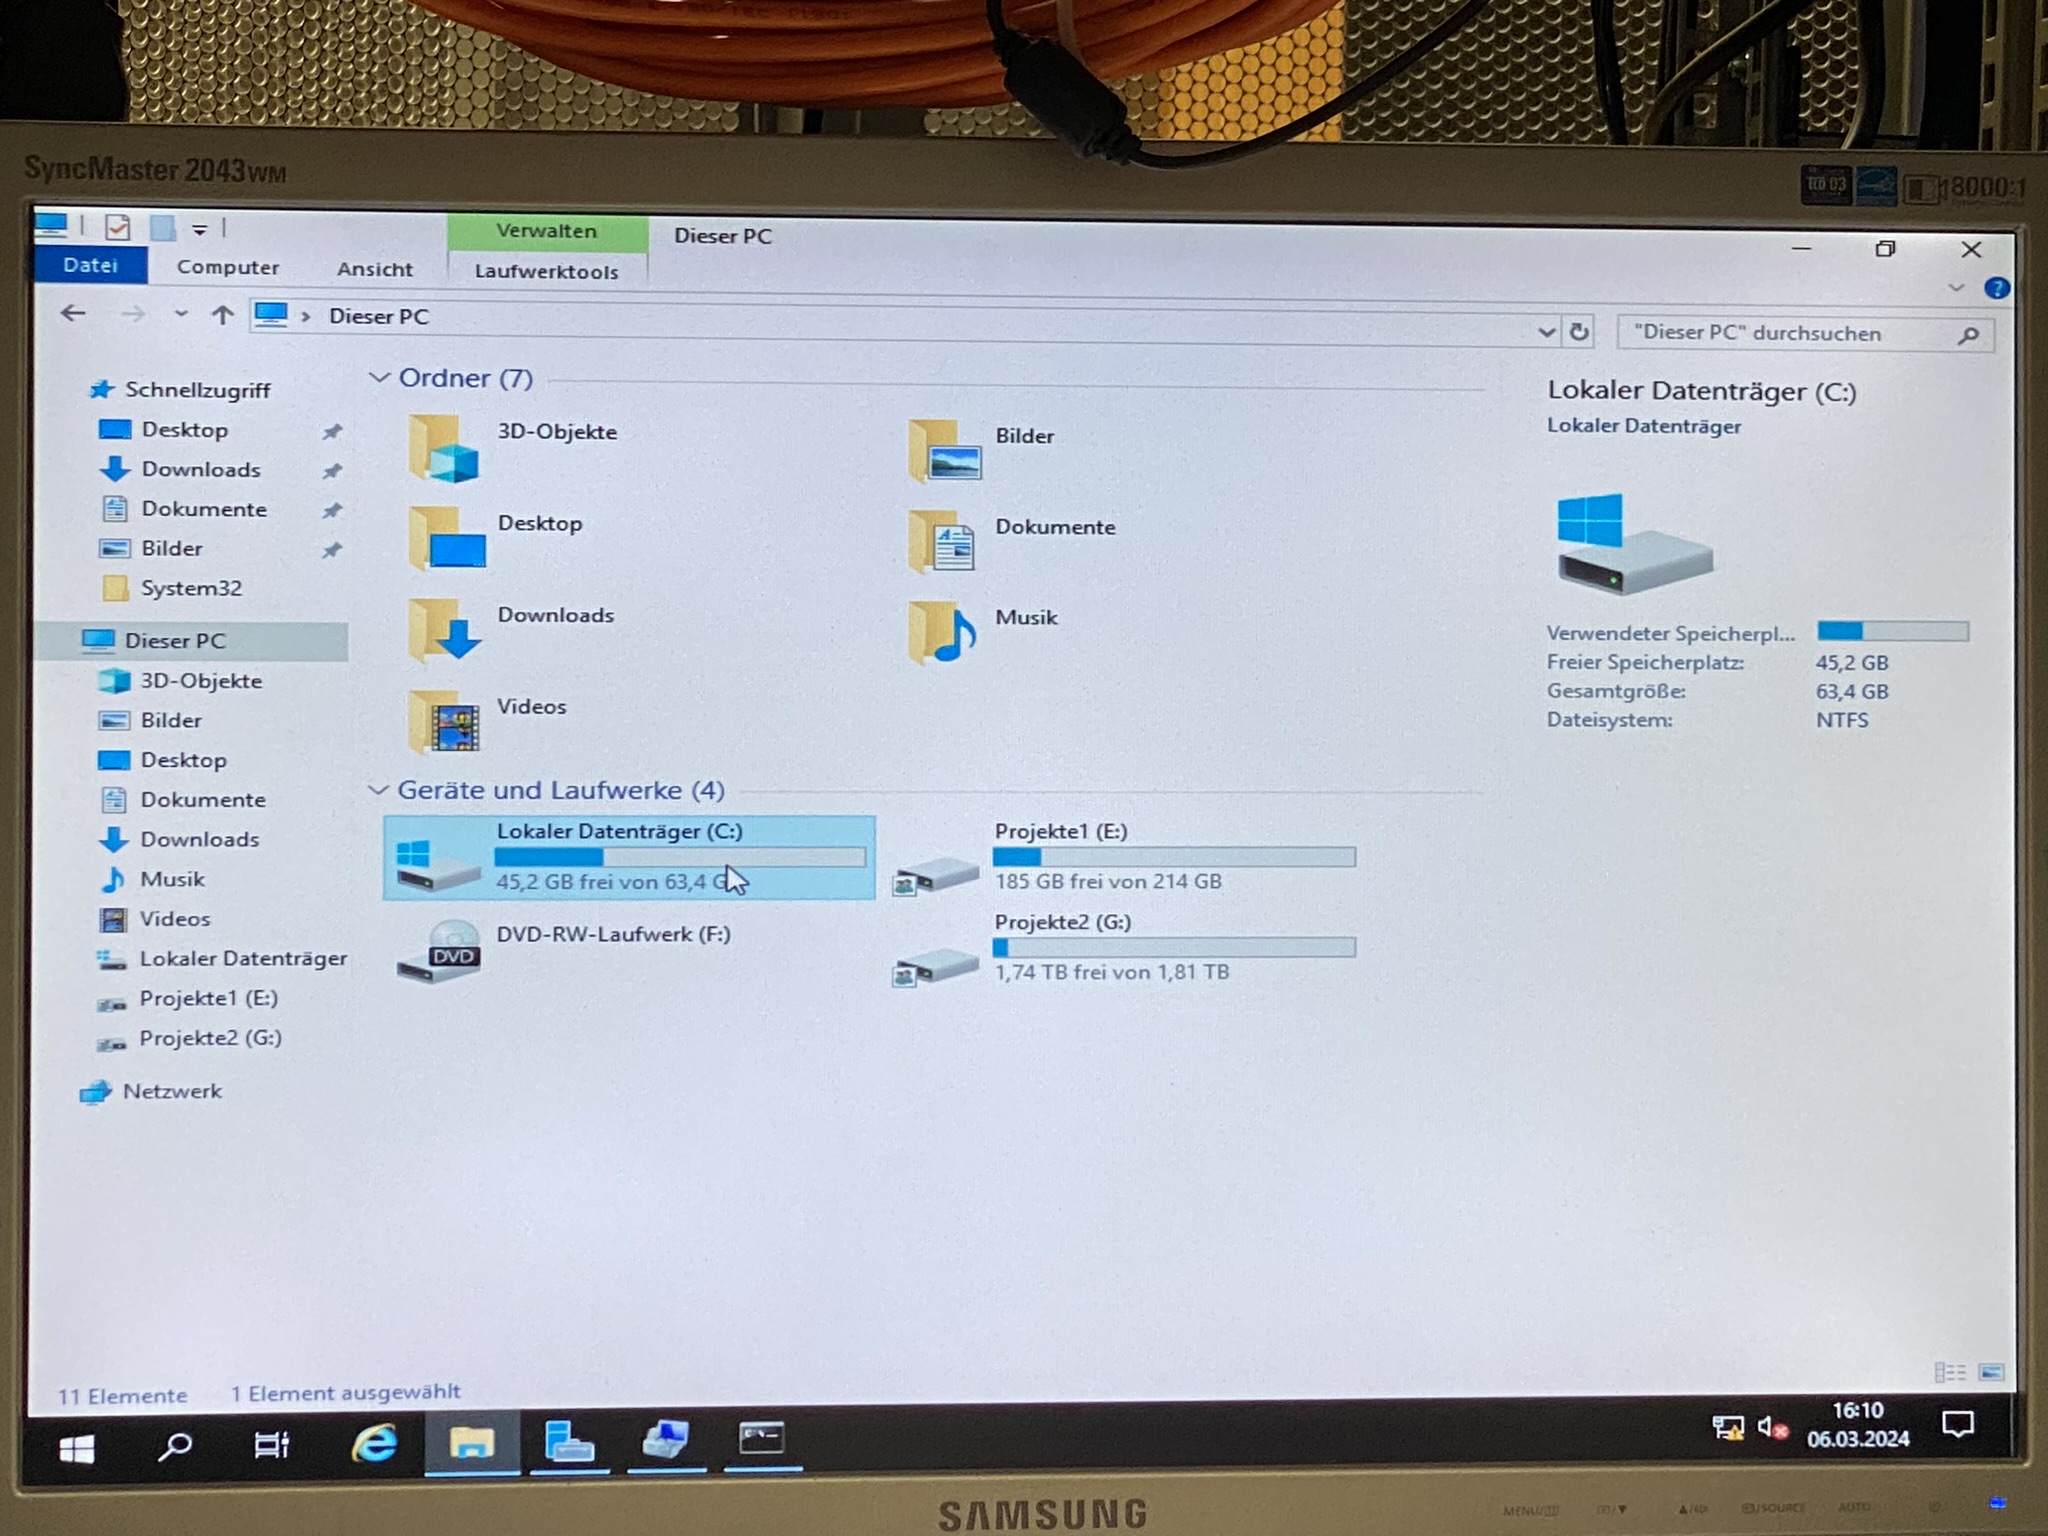 SyncMaster 2043WM
18000:1
Verwalten
Dieser PC
Datei
Computer
Ansicht
Laufwerktools
Dieser PC
"Dieser PC" durchsuchen
Schnellzugriff
Desktop
Downloads
Dokumente
Bilder
System32
Dieser PC
3D-Objekte
Bilder
Desktop
Dokumente
Downloads
Musik
Videos
Lokaler Datenträger
Projekte1 (E:)
Projekte2 (G:)
Netzwerk
Ordner (7)
3D-Objekte
Bilder
Desktop
Dokumente
Downloads
Musik
Videos
Geräte und Laufwerke (4)
Lokaler Datenträger (C:)
45,2 GB frei von 63,4 G
Projekte1 (E:)
185 GB frei von 214 GB
DVD
DVD-RW-Laufwerk (F:)
Projekte2 (G:)
1,74 TB frei von 1,81 TB
Lokaler Datenträger (C:)
Lokaler Datenträger
Verwendeter Speicherpl...
Freier Speicherplatz: 45,2 GB
Gesamtgröße: 63,4 GB
Dateisystem: NTFS
11 Elemente 1 Element ausgewählt
16:10
06.03.2024
SAMSUNG
MENU
SOURCE
AUTO